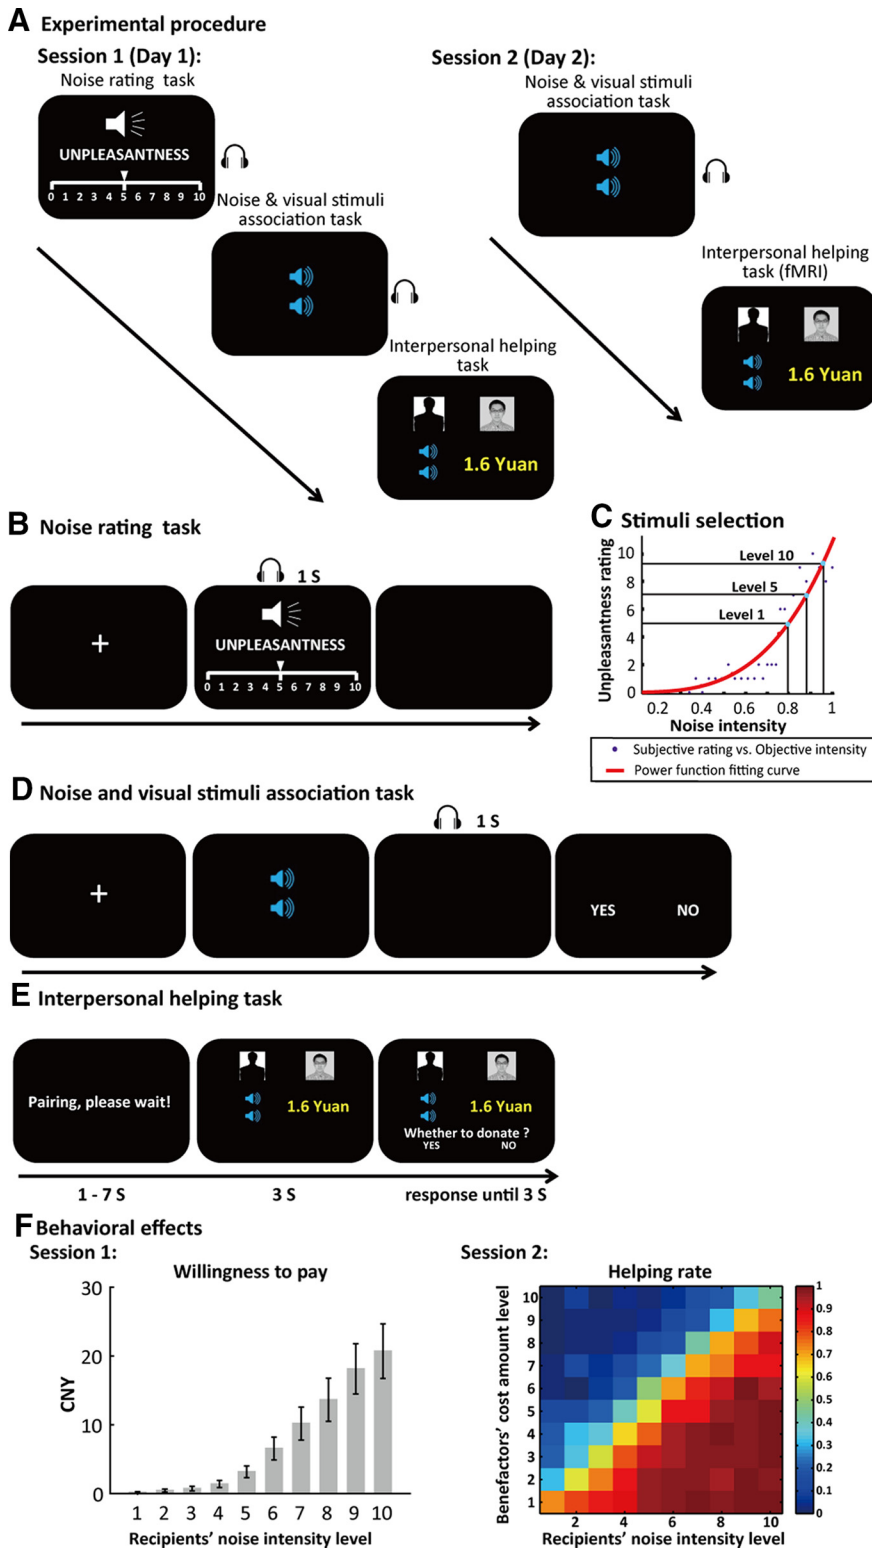 A Experimental procedure
Session 1 (Day 1):
Noise rating task
UNPLEASANTNESS
0 1 2 3 4 5 6 7 8 9 10
Noise & visual stimuli
association task
Interpersonal helping
task
1.6 Yuan
Session 2 (Day 2):
Noise & visual stimuli
association task
Interpersonal helping
task (fMRI)
1.6 Yuan
B Noise rating task
1 S
UNPLEASANTNESS
0 1 2 3 4 5 6 7 8 9 10
C Stimuli selection
Unpleasantness rating
10
8
6
4
2
0
Level 10
Level 5
Level 1
0.2 0.4 0.6 0.8 1
Noise intensity
Subjective rating vs. Objective intensity
Power function fitting curve
D Noise and visual stimuli association task
1 S
YES NO
E Interpersonal helping task
Pairing, please wait!
1.6 Yuan
1.6 Yuan
Whether to donate ?
YES NO
1 - 7 S 3 S response until 3 S
F Behavioral effects
Session 1:
Willingness to pay
CNY
30
20
10
0
1 2 3 4 5 6 7 8 9 10
Recipients' noise intensity level
Session 2:
Helping rate
Benefactors' cost amount level
10
9
8
7
6
5
4
3
2
1
2 4 6 8 10
Recipients' noise intensity level
1
0.9
0.8
0.7
0.6
0.5
0.4
0.3
0.2
0.1
0